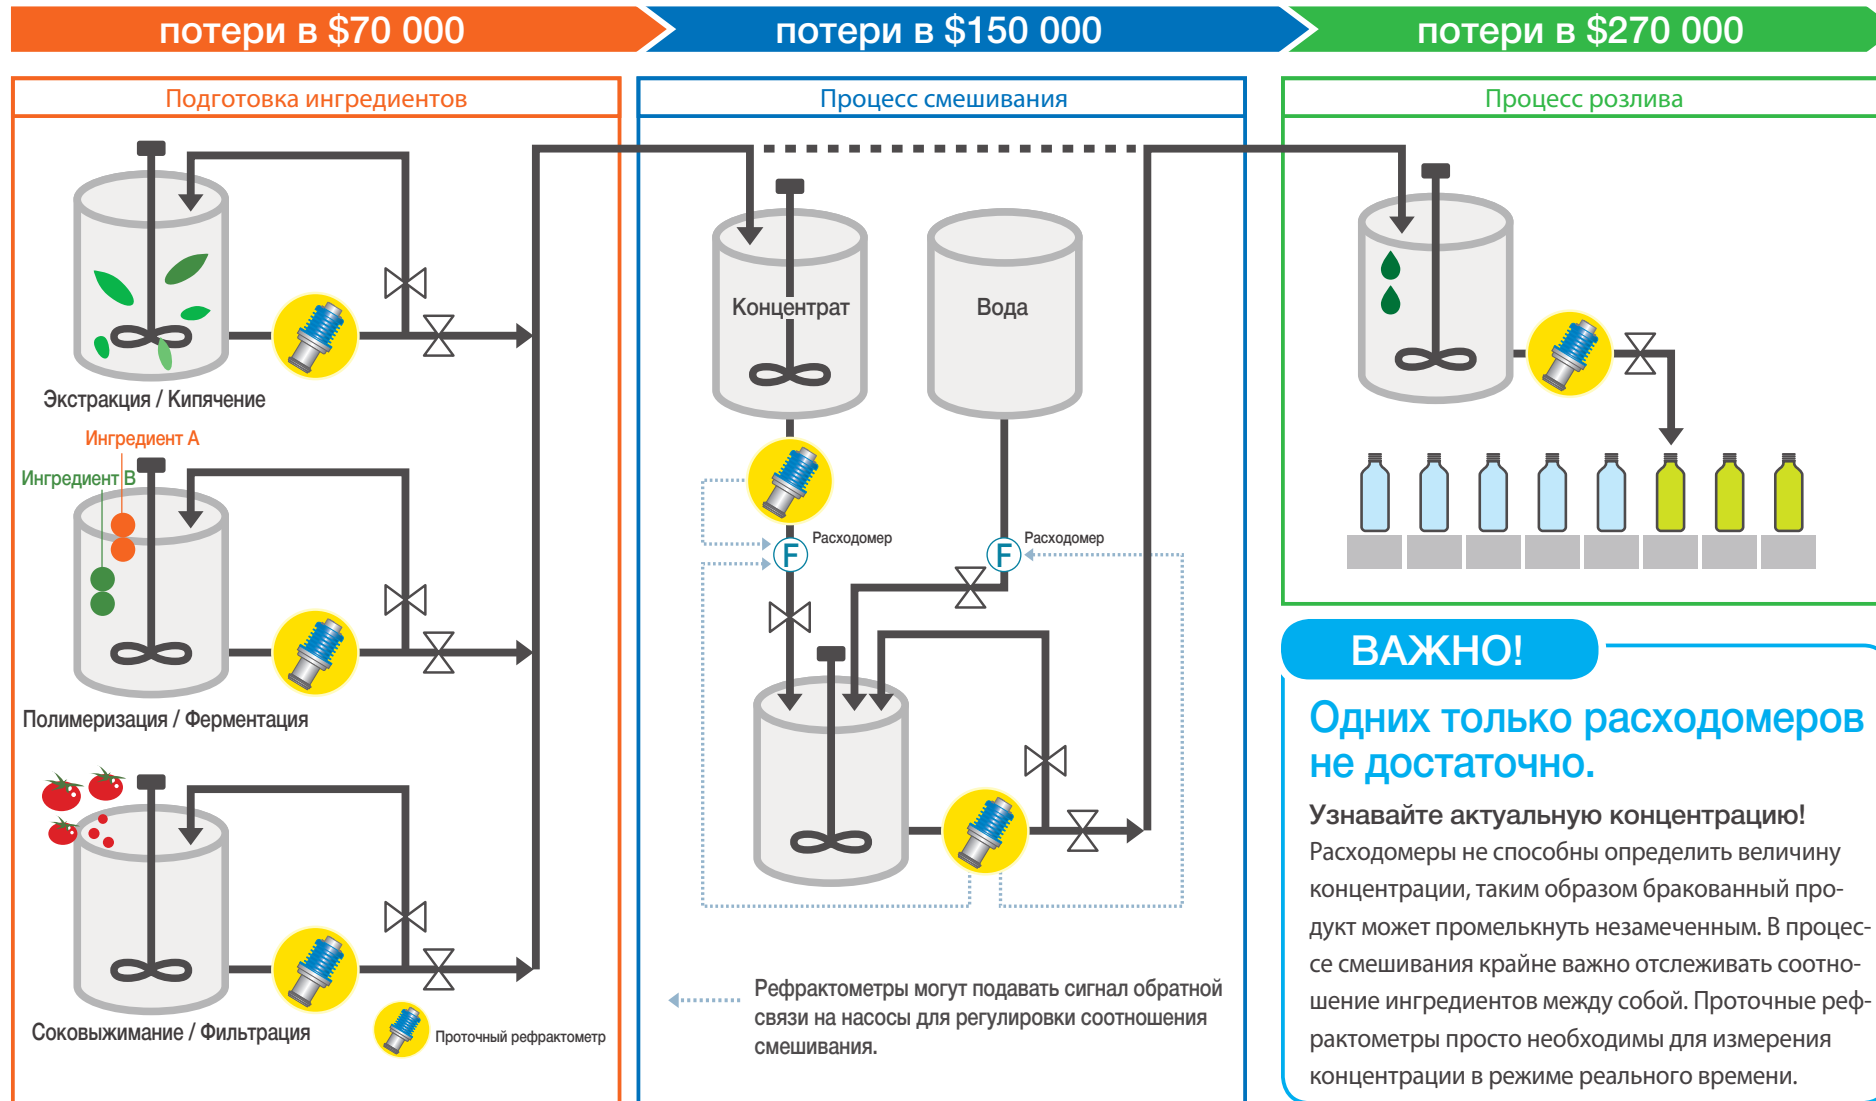 потери в $70 000
потери в $150 000
потери в $270 000
Подготовка ингредиентов
Экстракция / Кипячение
Ингредиент A
Ингредиент B
Полимеризация / Ферментация
Соковыжимание / Фильтрация
Проточный рефрактометр
Процесс смешивания
Концентрат
Вода
Расходомер
F
Расходомер
F
Рефрактометры могут подавать сигнал обратной
связи на насосы для регулировки соотношения
смешивания.
Процесс розлива
ВАЖНО!
Одних только расходомеров
не достаточно.
Узнавайте актуальную концентрацию!
Расходомеры не способны определить величину
концентрации, таким образом бракованный про-
дукт может промелькнуть незамеченным. В процес-
се смешивания крайне важно отслеживать соотно-
шение ингредиентов между собой. Проточные реф-
рактометры просто необходимы для измерения
концентрации в режиме реального времени.